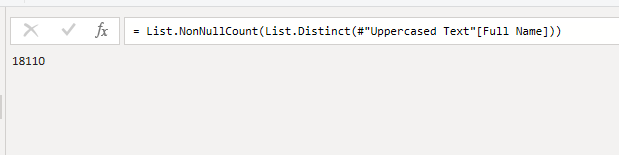 fx = List.NonNullCount(List.Distinct(#"Uppercased Text"[Full Name]))
18110